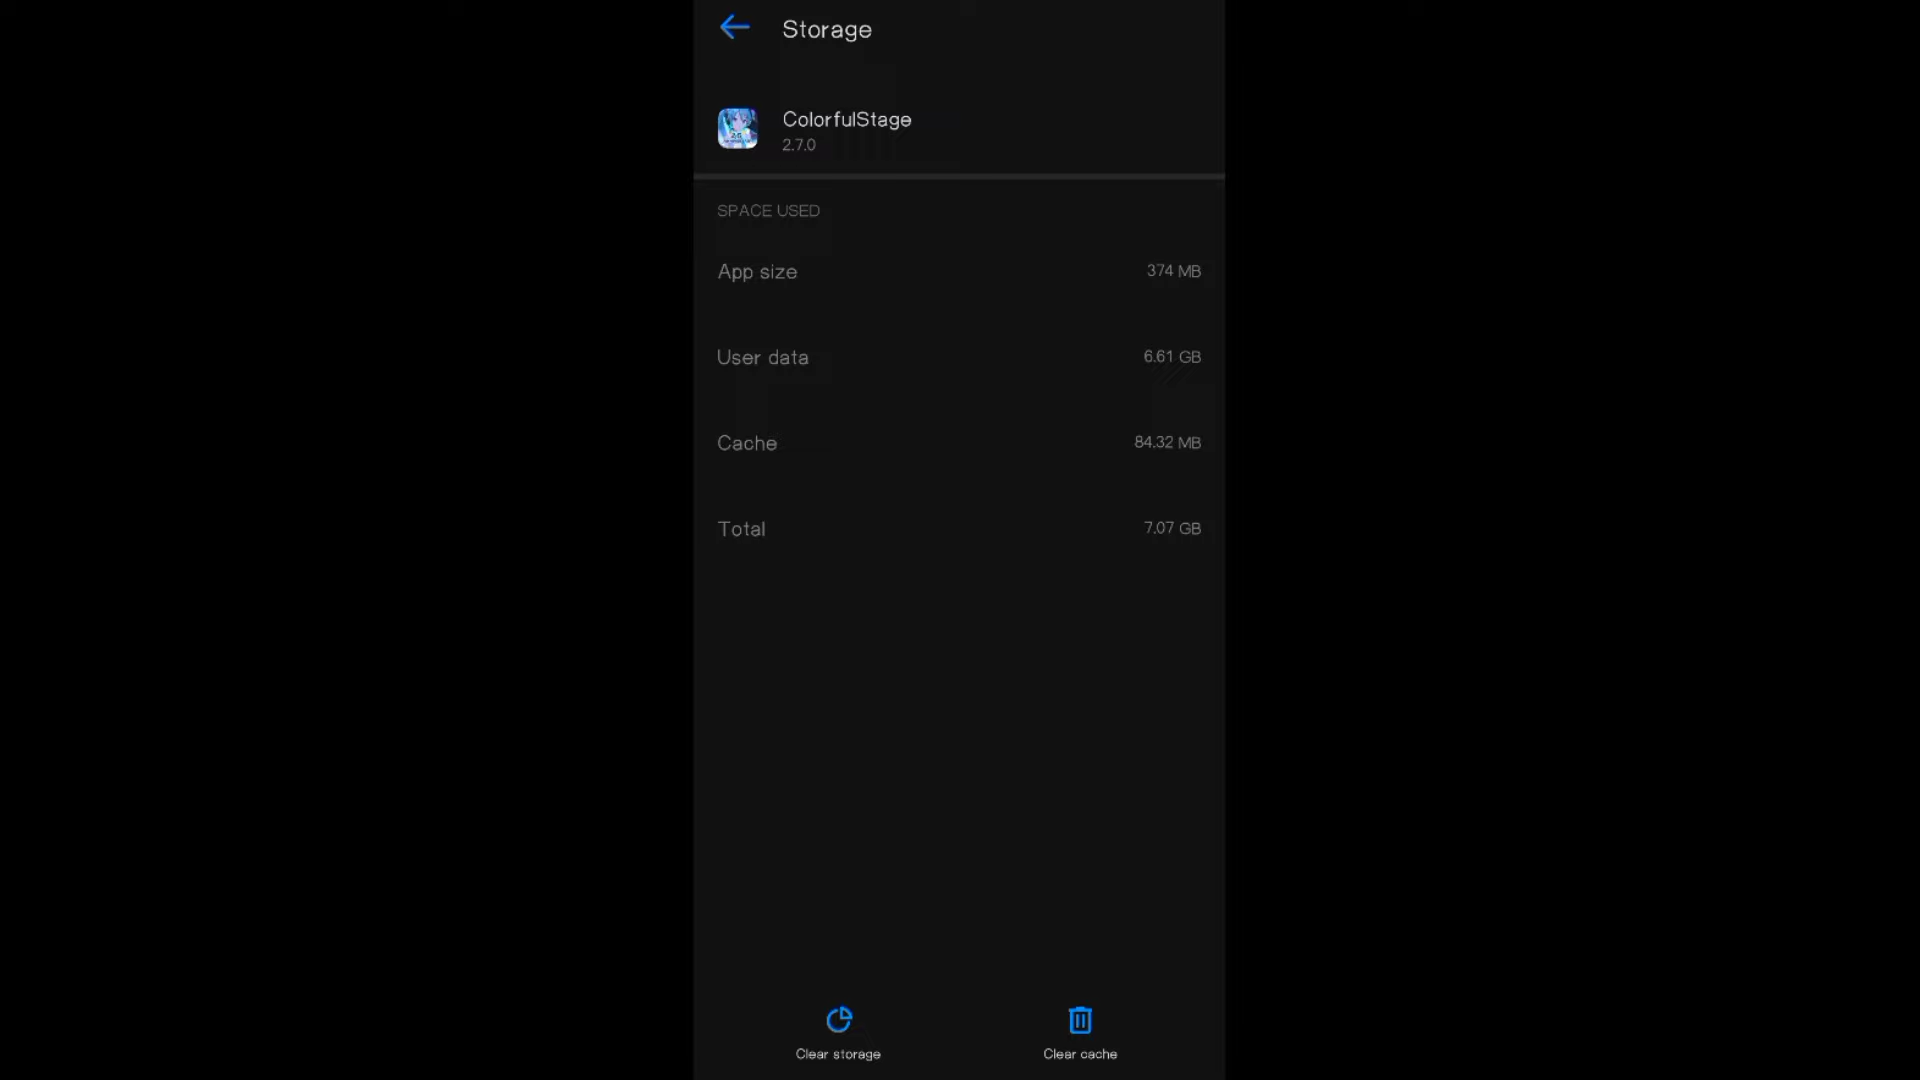 Storage
ColorfulStage
2.7.0
SPACE USED
App size
374 MB
User data
6.61 GB
Cache
84.32 MB
Total
7.07 GB
Clear storage
Clear cache